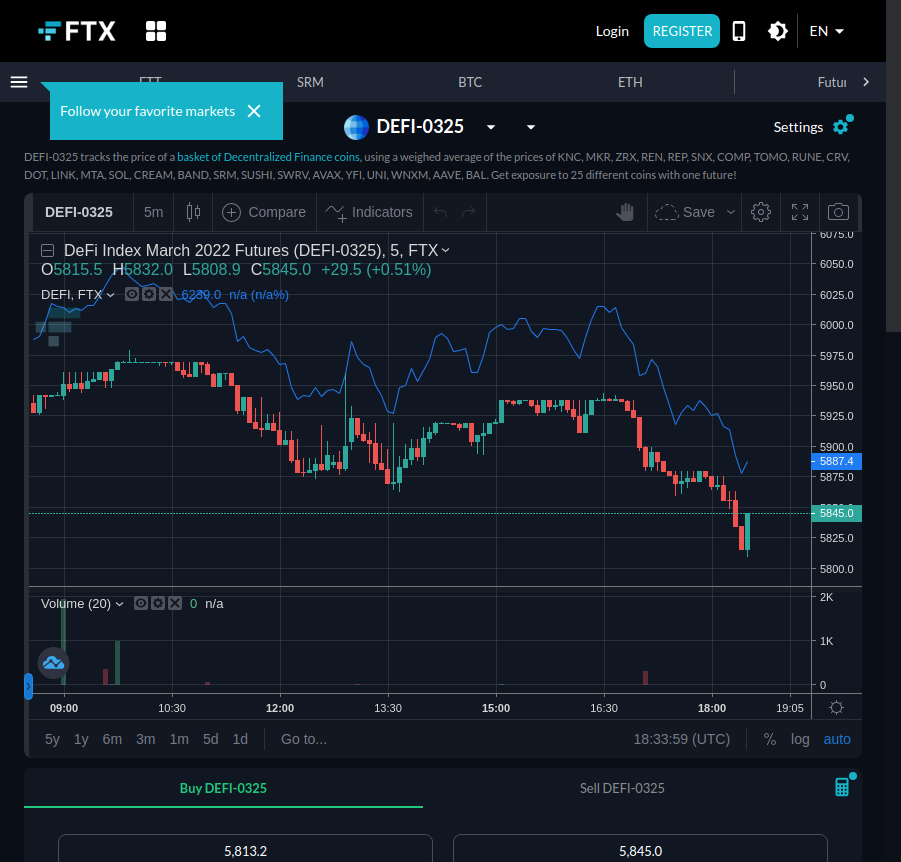 FTX
Login
REGISTER
EN
FTT
SRM
BTC
ETH
Futur
Follow your favorite markets
DEFI-0325
Settings
DEFI-0325 tracks the price of a basket of Decentralized Finance coins, using a weighed average of the prices of KNC, MKR, ZRX, REN, REP, SNX, COMP, TOMO, RUNE, CRV,
DOT, LINK, MTA, SOL, CREAM, BAND, SRM, SUSHI, SWRV, AVAX, YFI, UNI, WNXM, AAVE, BAL. Get exposure to 25 different coins with one future!
DEFI-0325
5m
Compare
Indicators
Save
DeFi Index March 2022 Futures (DEFI-0325), 5, FTX
O5815.5 H5832.0 L5808.9 C5845.0 +29.5 (+0.51%)
DEFI, FTX
6239.0 n/a (n/a%)
6075.0
6050.0
6025.0
6000.0
5975.0
5950.0
5925.0
5900.0
5887.4
5875.0
5845.0
5825.0
5800.0
Volume (20)
0 n/a
2K
1K
0
09:00
10:30
12:00
13:30
15:00
16:30
18:00
19:05
5y
1y
6m
3m
1m
5d
1d
Go to...
18:33:59 (UTC)
%
log
auto
Buy DEFI-0325
Sell DEFI-0325
5,813.2
5,845.0